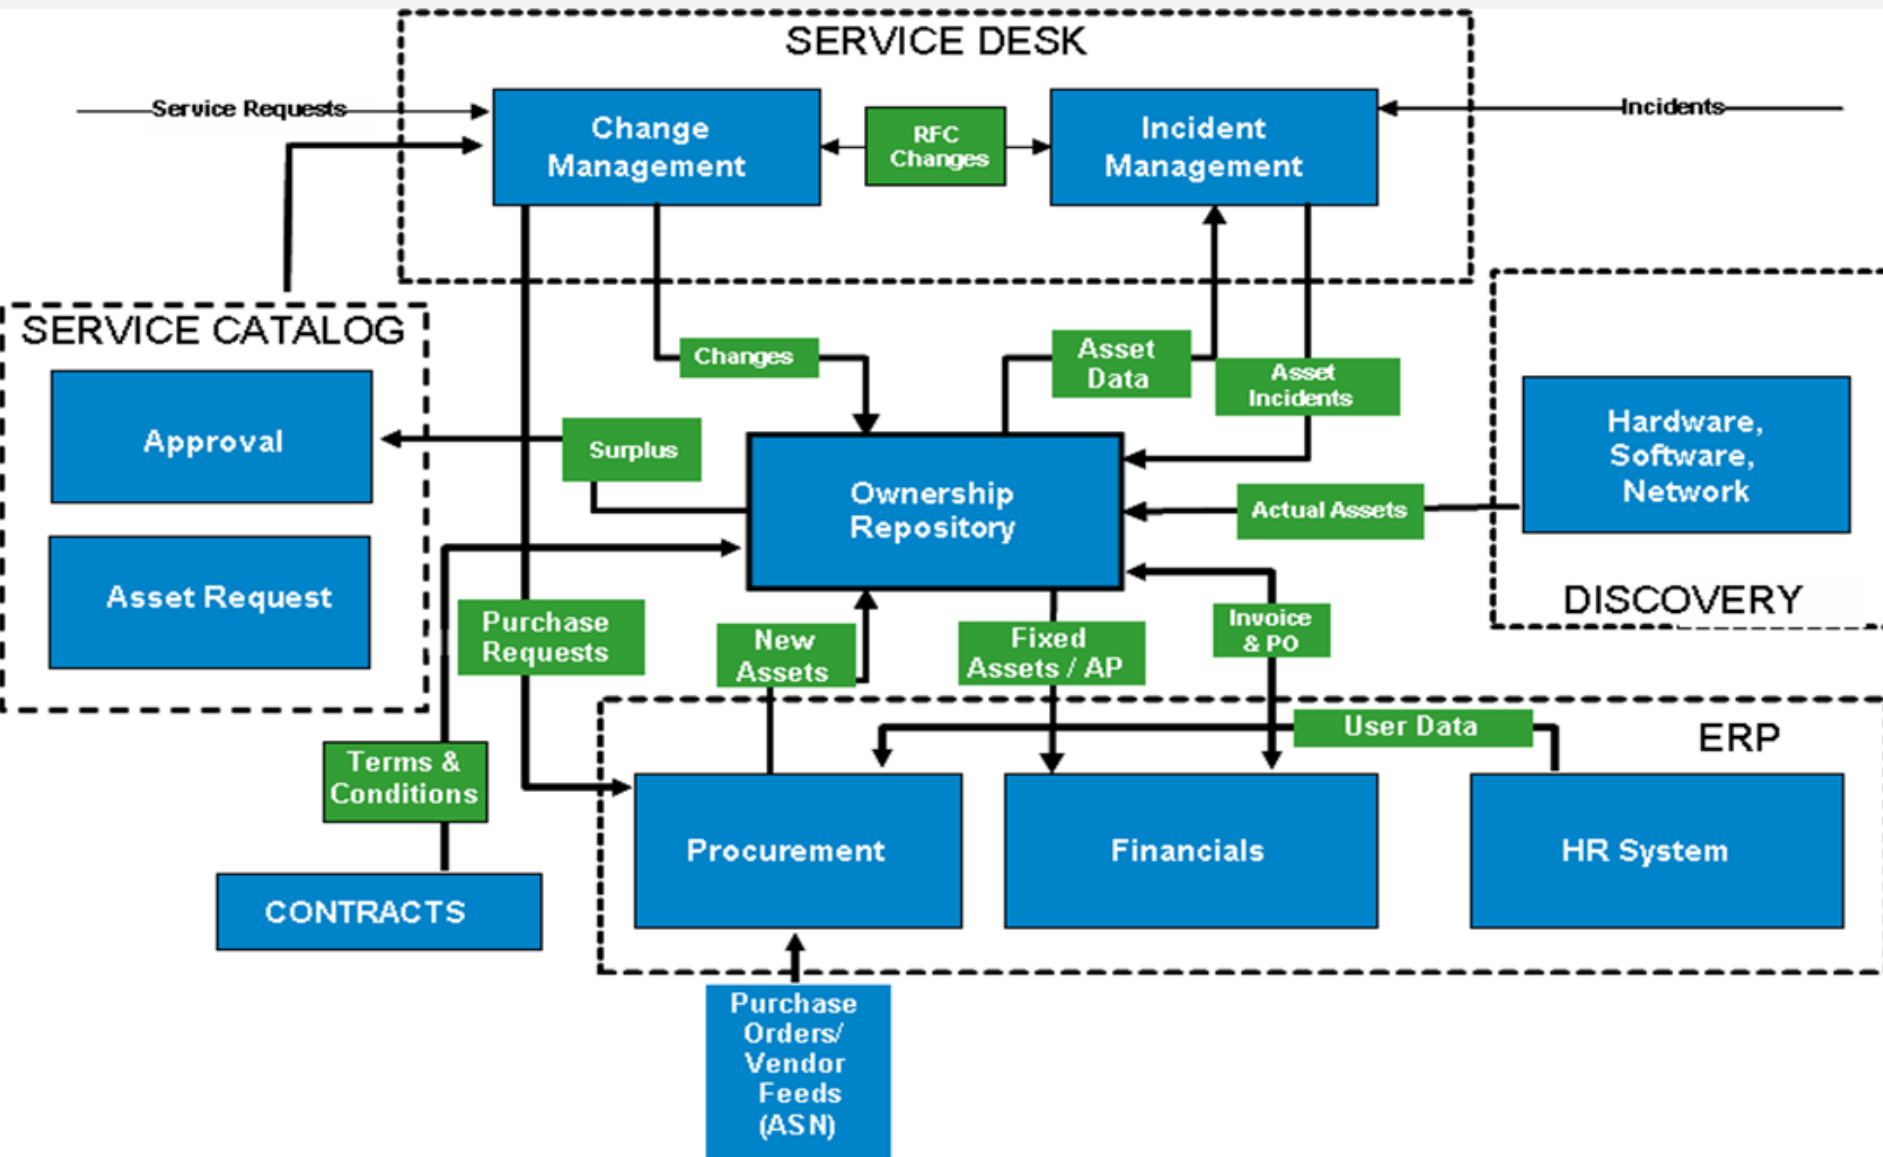 SERVICE DESK
Service Requests
Change
Management
RFC
Changes
Incident
Management
Incidents
SERVICE CATALOG
Approval
Asset Request
Changes
Asset
Data
Asset
Incidents
Surplus
Ownership
Repository
Actual Assets
Hardware,
Software,
Network
DISCOVERY
Purchase
Requests
New
Assets
Fixed
Assets / AP
Invoice
& PO
User Data
ERP
Terms &
Conditions
CONTRACTS
Procurement
Financials
HR System
Purchase
Orders/
Vendor
Feeds
(ASN)